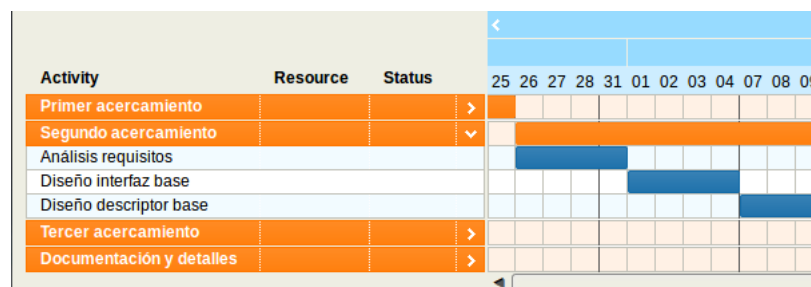 Activity Resource Status 25 26 27 28 31 01 02 03 04 07 08 09
Primer acercamiento
Segundo acercamiento
Análisis requisitos
Diseño interfaz base
Diseño descriptor base
Tercer acercamiento
Documentación y detalles